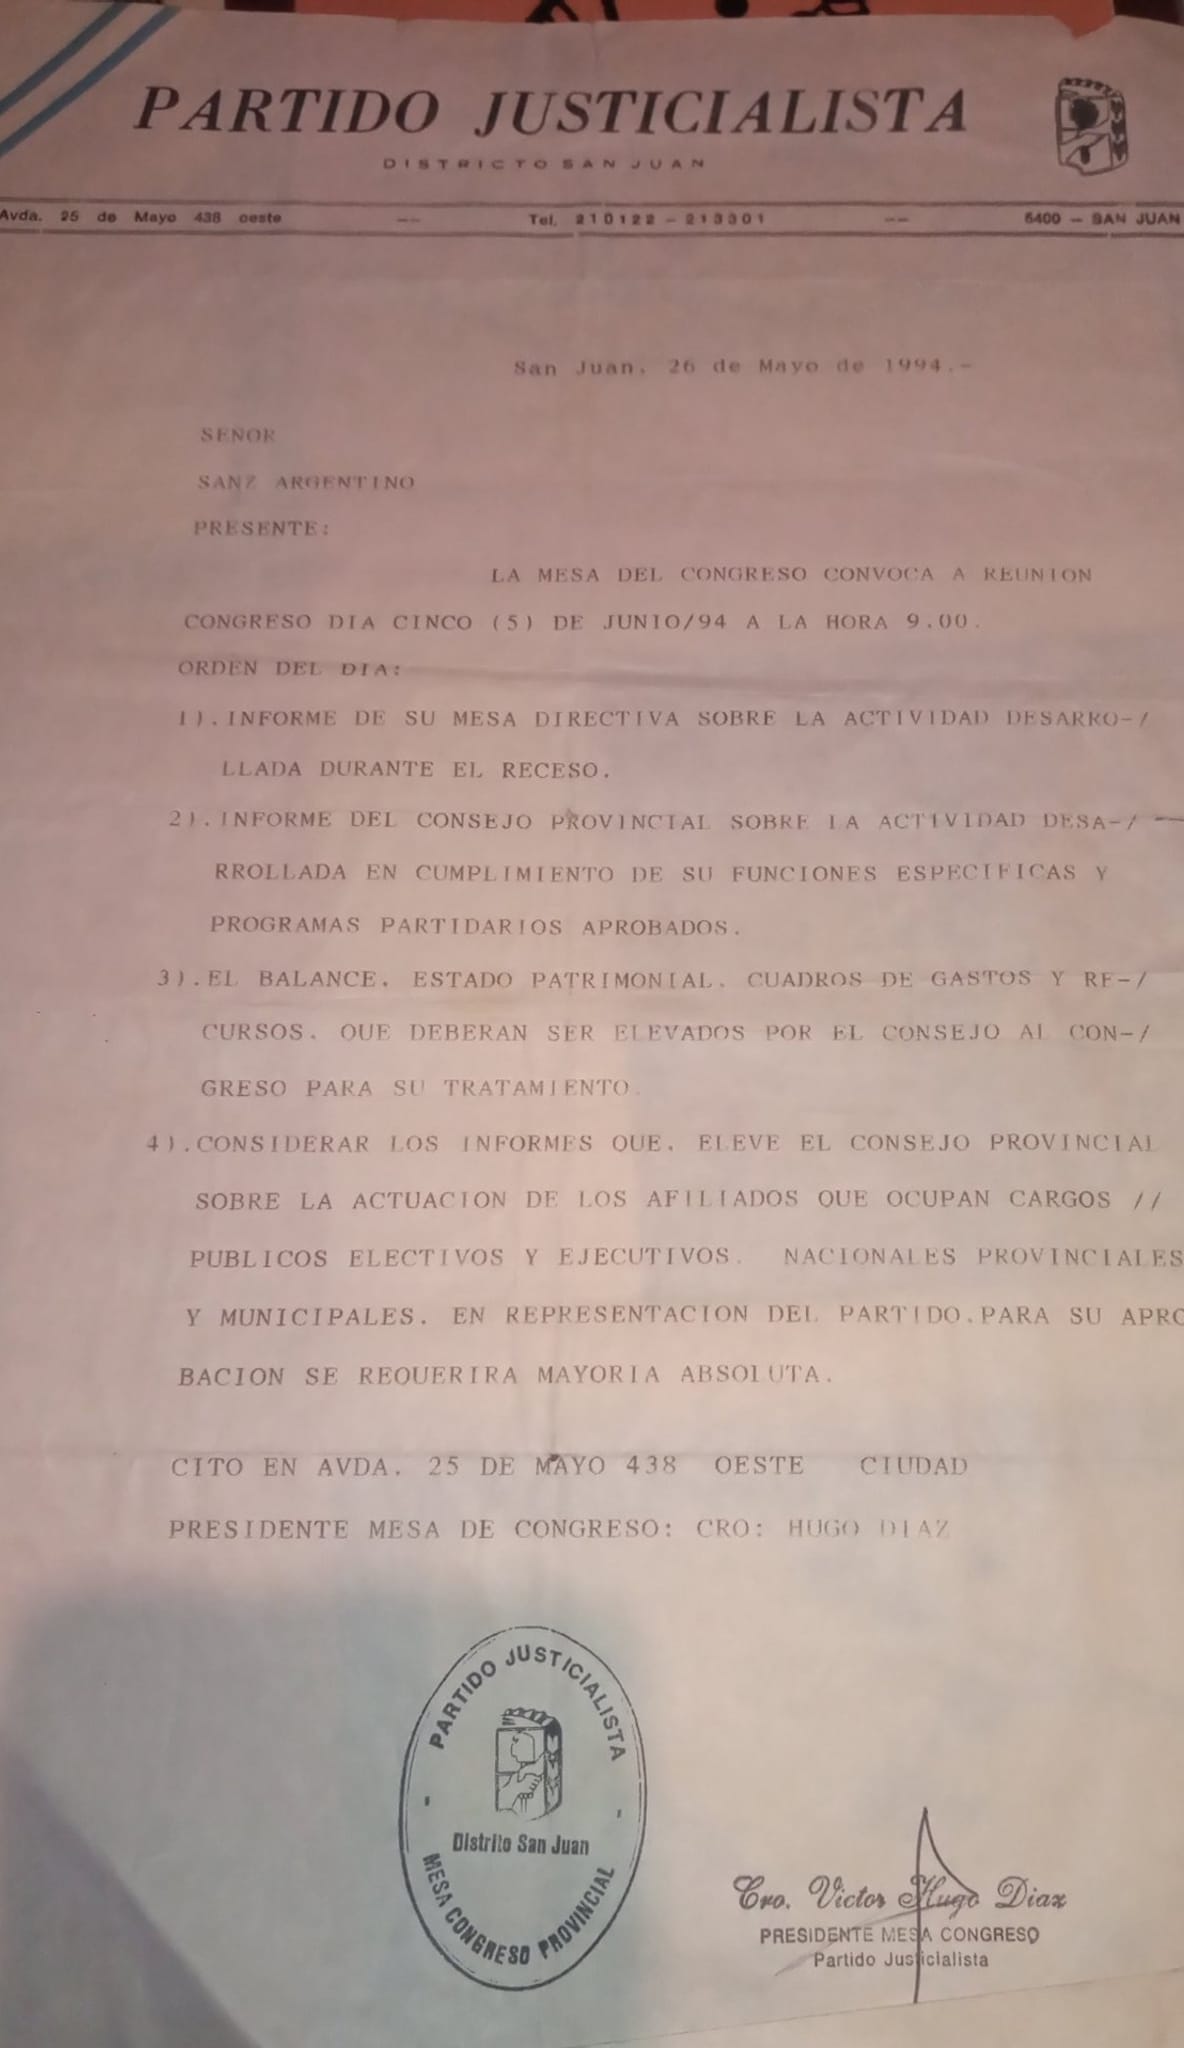 PARTIDO JUSTICIALISTA
DISTRICTO SAN JUAN
Avda. 25 de Mayo 438 oeste -- Tel. 210122 - 213301 -- 5400 - SAN JUAN
San Juan, 26 de Mayo de 1994.-
SEÑOR
SANZ ARGENTINO
PRESENTE:
LA MESA DEL CONGRESO CONVOCA A REUNION
CONGRESO DIA CINCO (5) DE JUNIO/94 A LA HORA 9.00.
ORDEN DEL DIA:
1).INFORME DE SU MESA DIRECTIVA SOBRE LA ACTIVIDAD DESARRO-/
LLADA DURANTE EL RECESO.
2).INFORME DEL CONSEJO PROVINCIAL SOBRE LA ACTIVIDAD DESA-/
RROLLADA EN CUMPLIMIENTO DE SU FUNCIONES ESPECIFICAS Y
PROGRAMAS PARTIDARIOS APROBADOS.
3).EL BALANCE, ESTADO PATRIMONIAL, CUADROS DE GASTOS Y RE-/
CURSOS, QUE DEBERAN SER ELEVADOS POR EL CONSEJO AL CON-/
GRESO PARA SU TRATAMIENTO.
4).CONSIDERAR LOS INFORMES QUE, ELEVE EL CONSEJO PROVINCIAL
SOBRE LA ACTUACION DE LOS AFILIADOS QUE OCUPAN CARGOS //
PUBLICOS ELECTIVOS Y EJECUTIVOS, NACIONALES PROVINCIALES
Y MUNICIPALES, EN REPRESENTACION DEL PARTIDO.PARA SU APRO
BACION SE REQUERIRA MAYORIA ABSOLUTA.
CITO EN AVDA. 25 DE MAYO 438 OESTE CIUDAD
PRESIDENTE MESA DE CONGRESO: CRO: HUGO DIAZ
PARTIDO JUSTICIALISTA
Distrito San Juan
MESA CONGRESO PROVINCIAL
Cro. Victor Hugo Diaz
PRESIDENTE MESA CONGRESO
Partido Justicialista